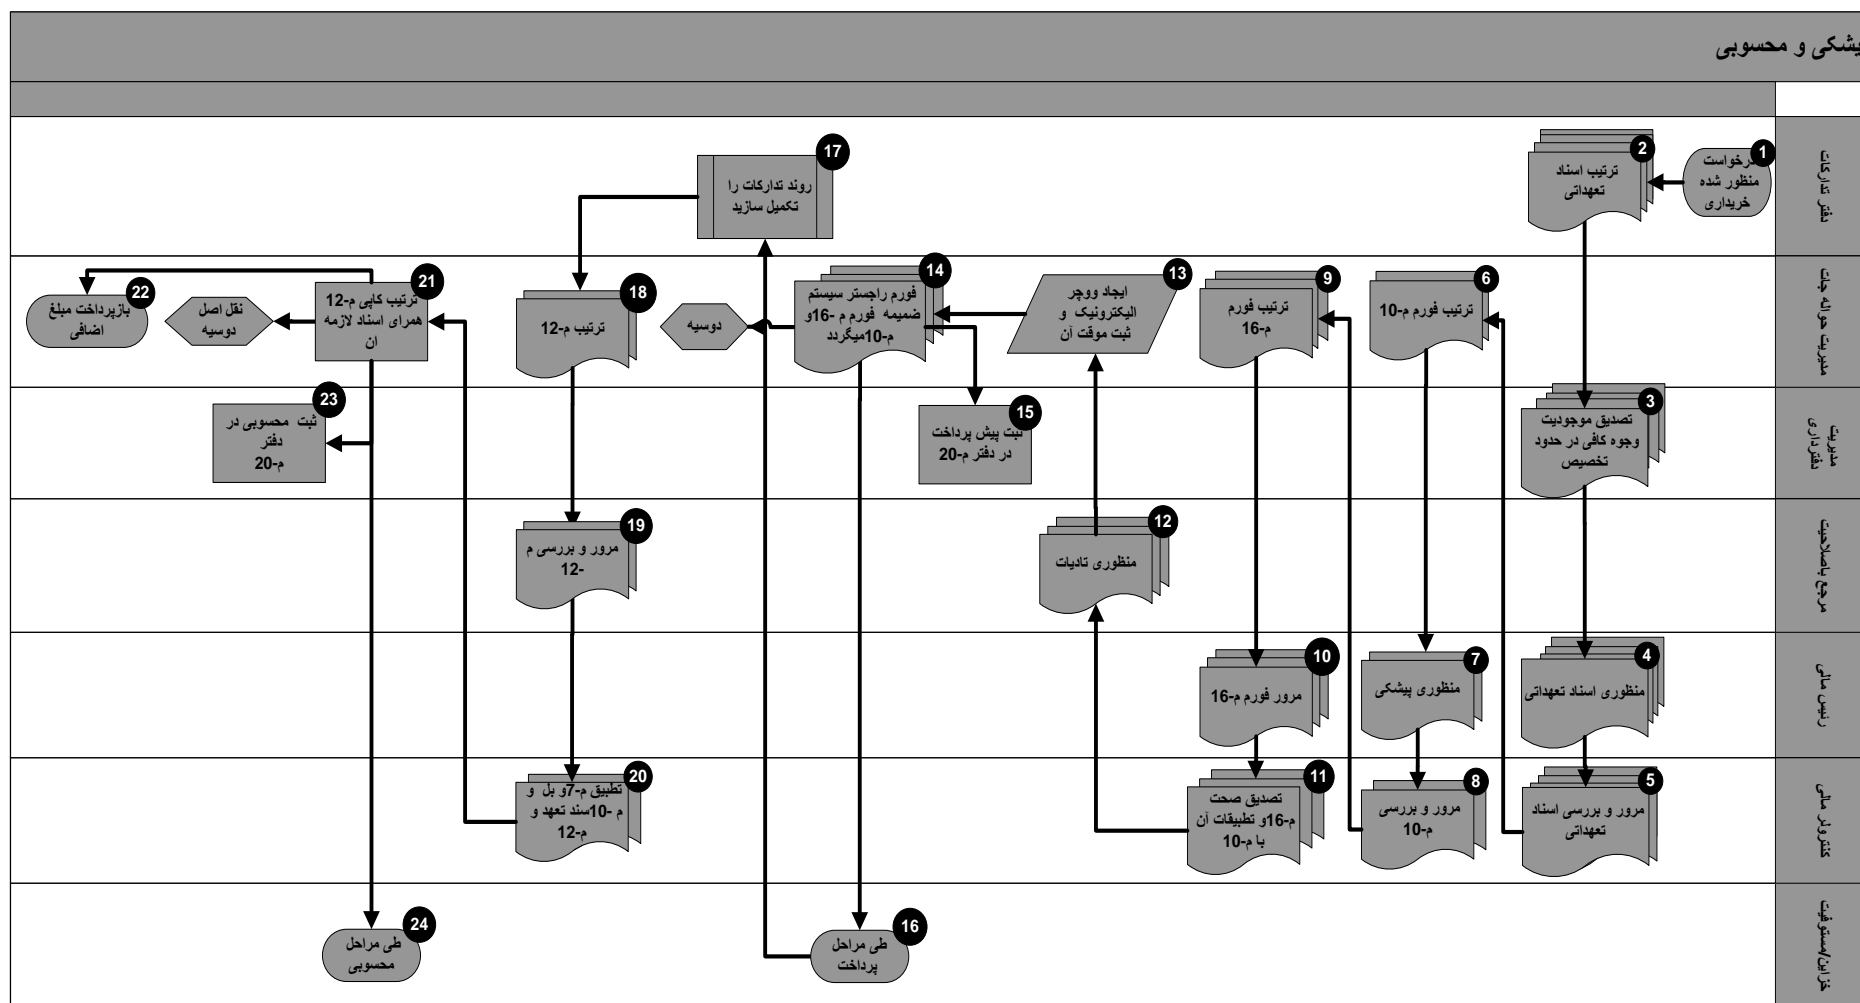 یشکی و محسوبی
دفتر تدارکات
مدیریت حواله جات
مدیریت
دفترداری
مرجع باصلاحیت
رئیس مالی
کنترولر مالی
خزاین/مستوفیت
1
درخواست
منظور شده
خریداری
2
ترتیب اسناد
تعهداتی
3
تصدیق موجودیت
وجوه کافی در حدود
تخصیص
4
منظوری اسناد تعهداتی
5
مرور و بررسی اسناد
تعهداتی
6
ترتیب فورم م-10
7
منظوری پیشکی
8
مرور و بررسی
م-10
9
ترتیب فورم
م-16
10
مرور فورم م-16
11
تصدیق صحت
م-16و تطبیقات آن
با م-10
12
منظوری تادیات
13
ایجاد ووچر
الیکترونیک و
ثبت موقت آن
14
فورم راجستر سیستم
ضمیمه فورم م -16و
م-10میگردد
دوسیه
15
ثبت پیش پرداخت
در دفتر م-20
16
طی مراحل
پرداخت
17
روند تدارکات را
تکمیل سازید
18
ترتیب م-12
19
مرور و بررسی م
-12
20
تطبیق م-7و بل و
م -10سند تعهد و
م-12
21
ترتیب کاپی م-12
همرای اسناد لازمه
ان
نقل اصل
دوسیه
22
بازپرداخت مبلغ
اضافی
23
ثبت محسوبی در
دفتر
م-20
24
طی مراحل
محسوبی